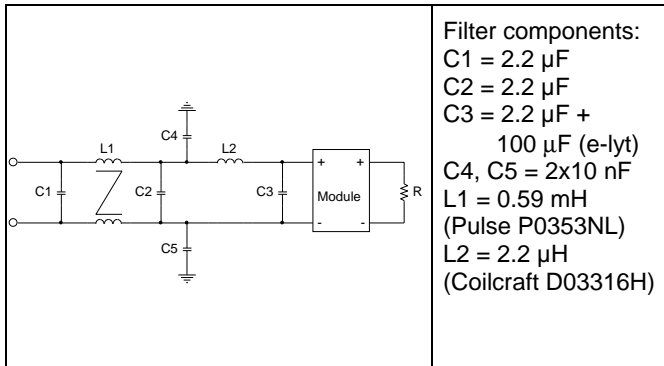 C4
L1
L2
C1
C2
C3
C5
+ +
Module
- -
R
Filter components:
C1 = 2.2 µF
C2 = 2.2 µF
C3 = 2.2 µF +
100 µF (e-lyt)
C4, C5 = 2x10 nF
L1 = 0.59 mH
(Pulse P0353NL)
L2 = 2.2 µH
(Coilcraft D03316H)